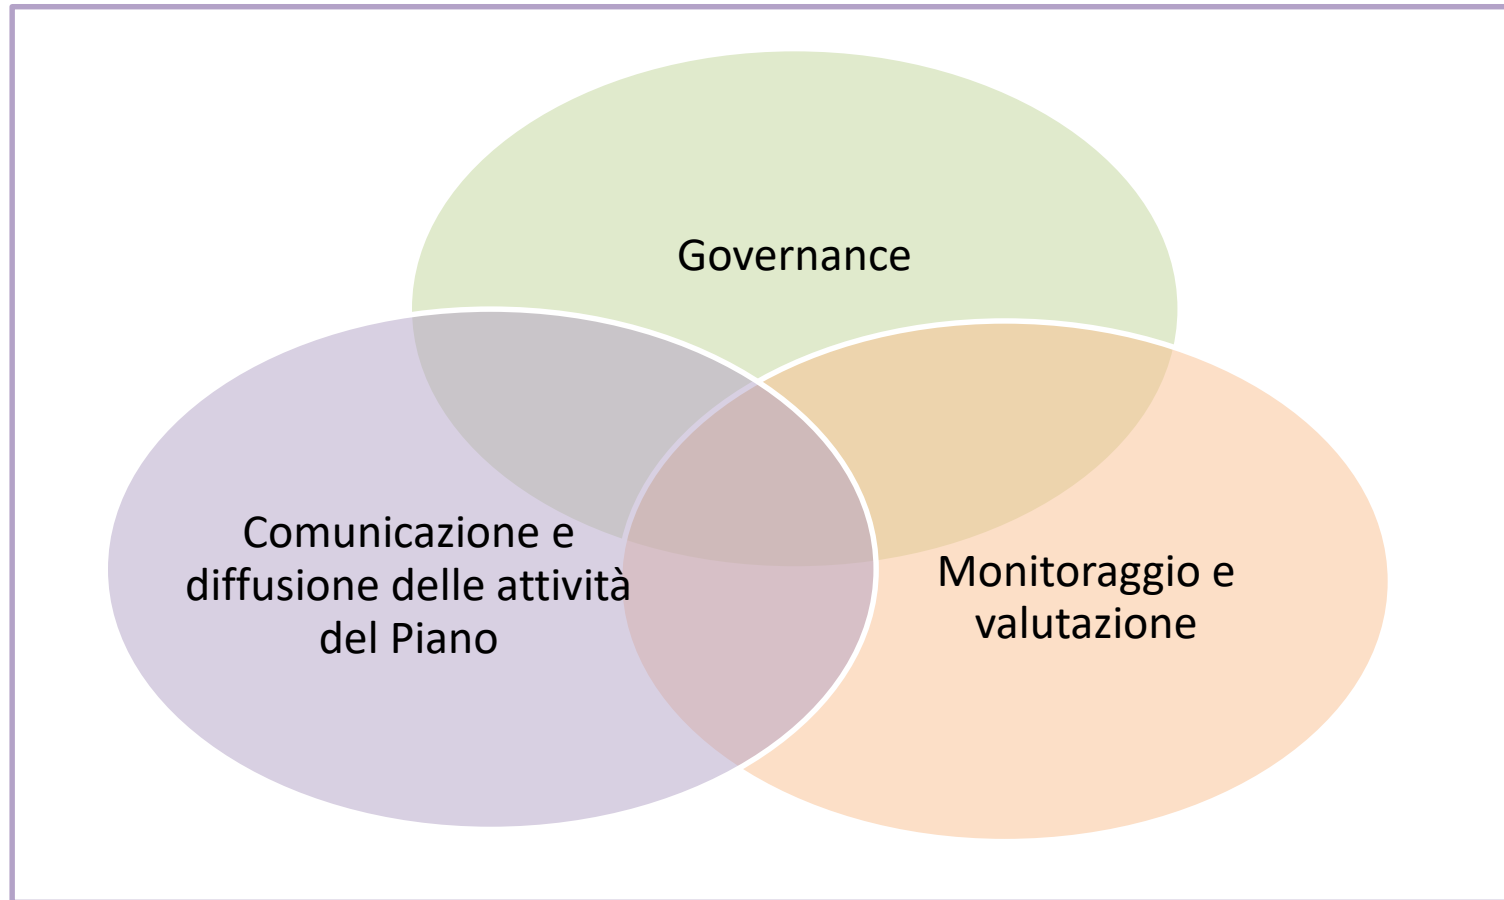 Governance
Comunicazione e
diffusione delle attività
del Piano
Monitoraggio e
valutazione